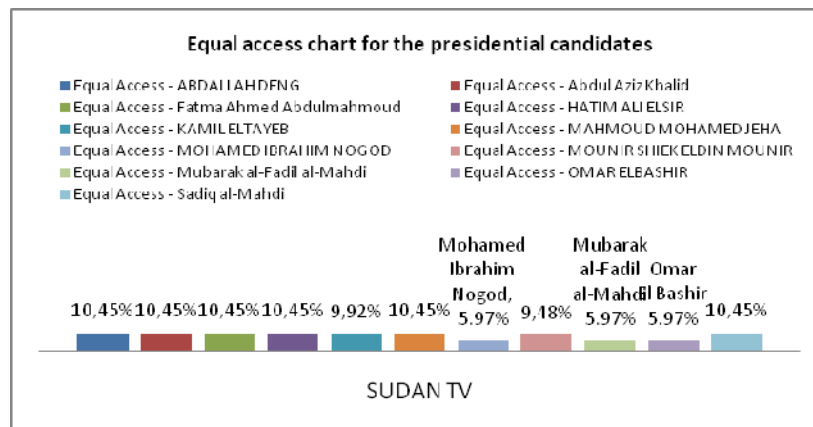 Equal access chart for the presidential candidates
Equal Access - ABDALLAH DENG
Equal Access - Abdul Aziz Khalid
Equal Access - Fatma Ahmed Abdulmahmoud
Equal Access - HATIM ALI ELSIR
Equal Access - KAMIL ELTAYEB
Equal Access - MAHMOUD MOHAMED JEHA
Equal Access - MOHAMED IBRAHIM NOGOD
Equal Access - MOUNIR SHIEKELDIN MOUNIR
Equal Access - Mubarak al-Fadil al-Mahdi
Equal Access - OMAR ELBASHIR
Equal Access - Sadiq al-Mahdi
10,45%
10,45%
10,45%
10,45%
9,92%
10,45%
Mohamed
Ibrahim
Nogod,
5.97%
9,48%
Mubarak
al-Fadil
al-Mahdi
5.97%
Omar
El Bashir
5.97%
10,45%
SUDAN TV